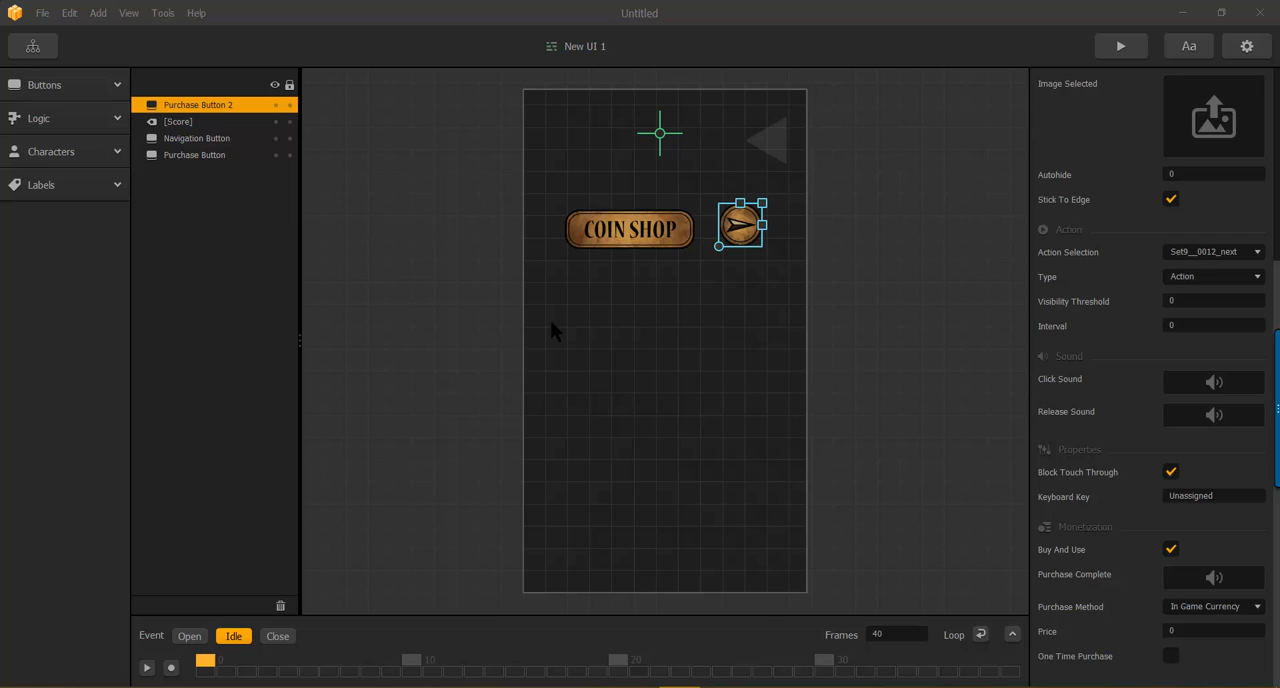 File Edit Add View Tools Help
Untitled
New UI 1
Aa
Buttons
Logic
Characters
Labels
Purchase Button 2
[Score]
Navigation Button
Purchase Button
COIN SHOP
Image Selected
Autohide 0
Stick To Edge
Action
Action Selection Set9__0012_next
Type Action
Visibility Threshold 0
Interval 0
Sound
Click Sound
Release Sound
Properties
Block Touch Through
Keyboard Key Unassigned
Monetization
Buy And Use
Purchase Complete
Purchase Method In Game Currency
Price 0
One Time Purchase
Event Open Idle Close
Frames 40 Loop
0 10 20 30